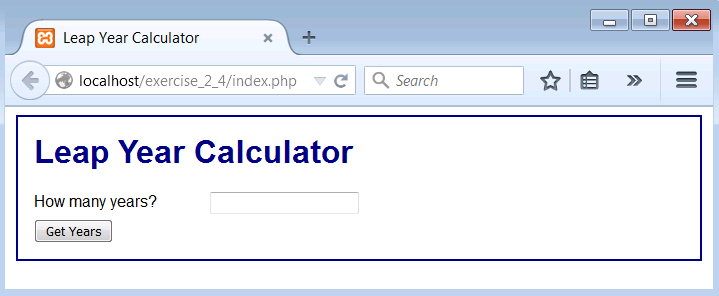 Leap Year Calculator
localhost/exercise_2_4/index.php
Search
Leap Year Calculator
How many years?
Get Years